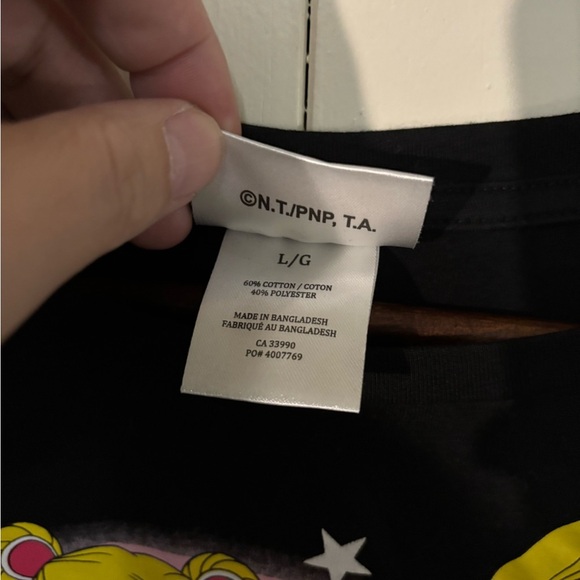 ©N.T./PNP, T.A.
L/G
60% COTTON / COTON
40% POLYESTER
MADE IN BANGLADESH
FABRIQUÉ AU BANGLADESH
CA 33990
PO# 4007769